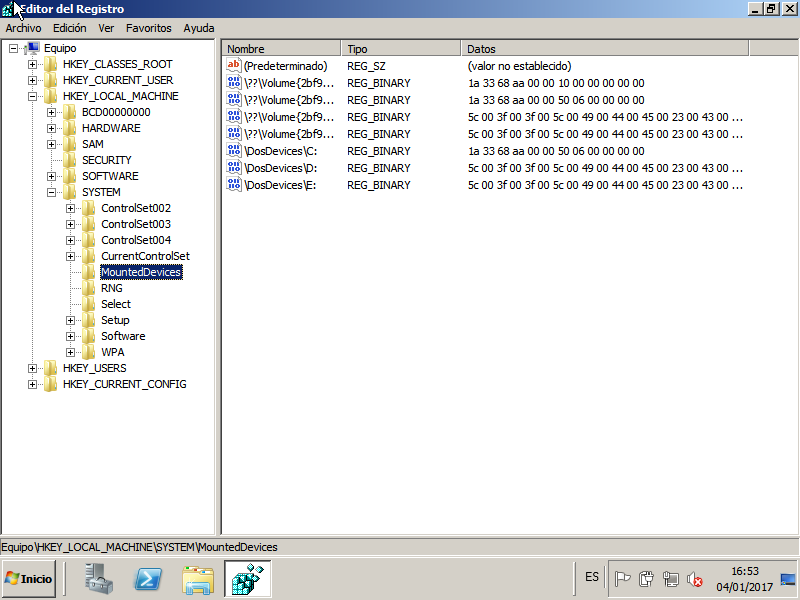 Editor del Registro
Archivo Edición Ver Favoritos Ayuda
Equipo
HKEY_CLASSES_ROOT
HKEY_CURRENT_USER
HKEY_LOCAL_MACHINE
BCD00000000
HARDWARE
SAM
SECURITY
SOFTWARE
SYSTEM
ControlSet002
ControlSet003
ControlSet004
CurrentControlSet
MountedDevices
RNG
Select
Setup
Software
WPA
HKEY_USERS
HKEY_CURRENT_CONFIG
Nombre Tipo Datos
(Predeterminado) REG_SZ (valor no establecido)
\??\Volume{2bf9... REG_BINARY 1a 33 68 aa 00 00 10 00 00 00 00 00
\??\Volume{2bf9... REG_BINARY 1a 33 68 aa 00 00 50 06 00 00 00 00
\??\Volume{2bf9... REG_BINARY 5c 00 3f 00 3f 00 5c 00 49 00 44 00 45 00 23 00 43 00 ...
\??\Volume{2bf9... REG_BINARY 5c 00 3f 00 3f 00 5c 00 49 00 44 00 45 00 23 00 43 00 ...
\DosDevices\C: REG_BINARY 1a 33 68 aa 00 00 50 06 00 00 00 00
\DosDevices\D: REG_BINARY 5c 00 3f 00 3f 00 5c 00 49 00 44 00 45 00 23 00 43 00 ...
\DosDevices\E: REG_BINARY 5c 00 3f 00 3f 00 5c 00 49 00 44 00 45 00 23 00 43 00 ...
Equipo\HKEY_LOCAL_MACHINE\SYSTEM\MountedDevices
Inicio
ES
16:53
04/01/2017